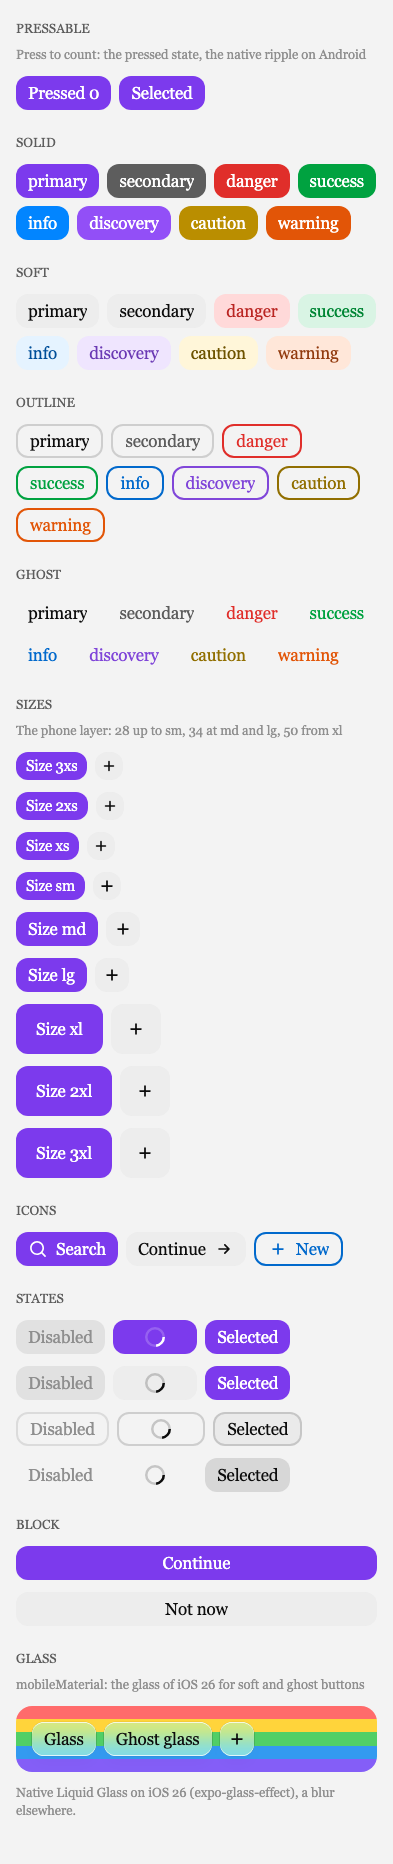 PRESSABLE
Press to count: the pressed state, the native ripple on Android
Pressed 0 Selected
SOLID
primary secondary danger success
info discovery caution warning
SOFT
primary secondary danger success
info discovery caution warning
OUTLINE
primary secondary danger
success info discovery caution
warning
GHOST
primary secondary danger success
info discovery caution warning
SIZES
The phone layer: 28 up to sm, 34 at md and lg, 50 from xl
Size 3xs
Size 2xs
Size xs
Size sm
Size md
Size lg
Size xl
Size 2xl
Size 3xl
ICONS
Search Continue New
STATES
Disabled Selected
Disabled Selected
Disabled Selected
Disabled Selected
BLOCK
Continue
Not now
GLASS
mobileMaterial: the glass of iOS 26 for soft and ghost buttons
Glass Ghost glass
Native Liquid Glass on iOS 26 (expo-glass-effect), a blur
elsewhere.